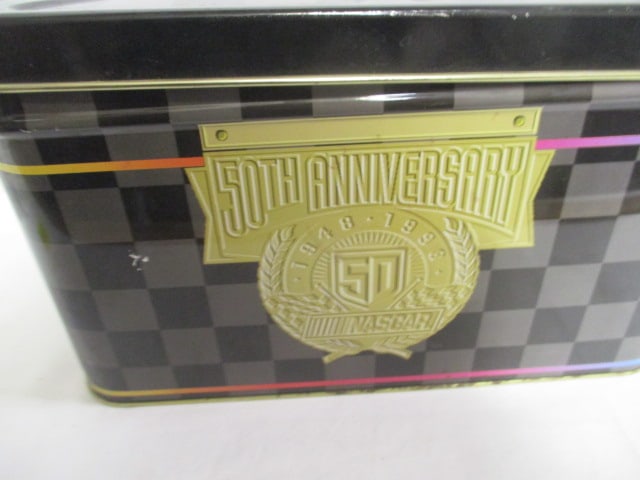 50TH ANNIVERSARY
· 1948 · 1998 ·
50
NASCAR